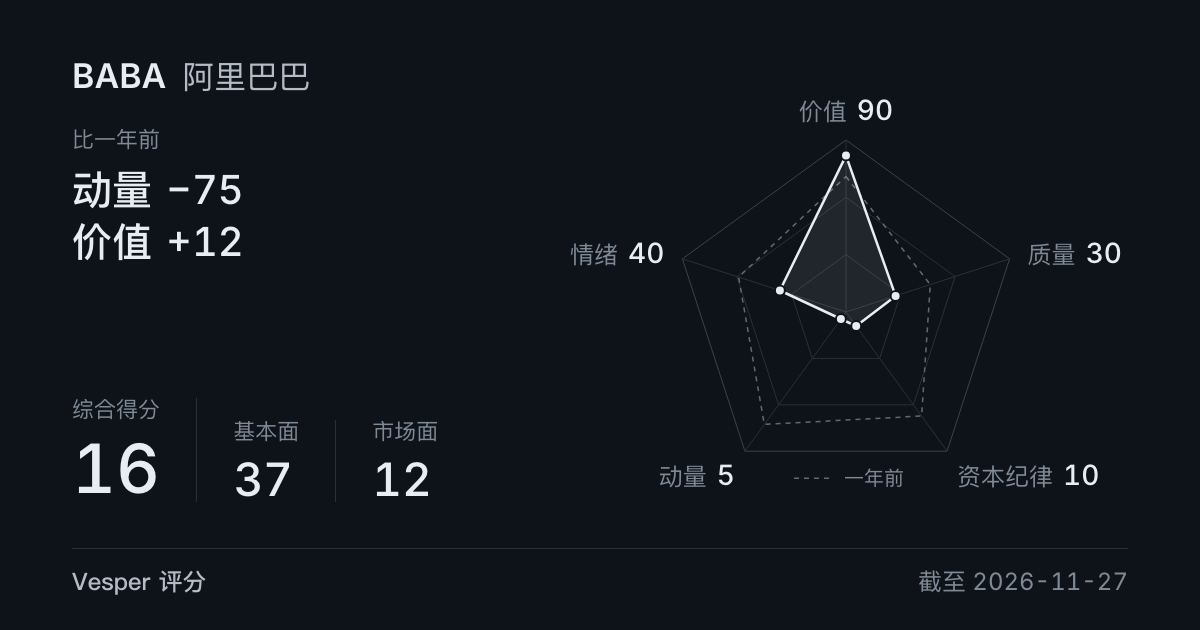 BABA 阿里巴巴
比一年前
动量 −75
价值 +12
综合得分
16
基本面
37
市场面
12
价值 90
情绪 40
质量 30
动量 5
一年前
资本纪律 10
Vesper 评分
截至 2026-11-27